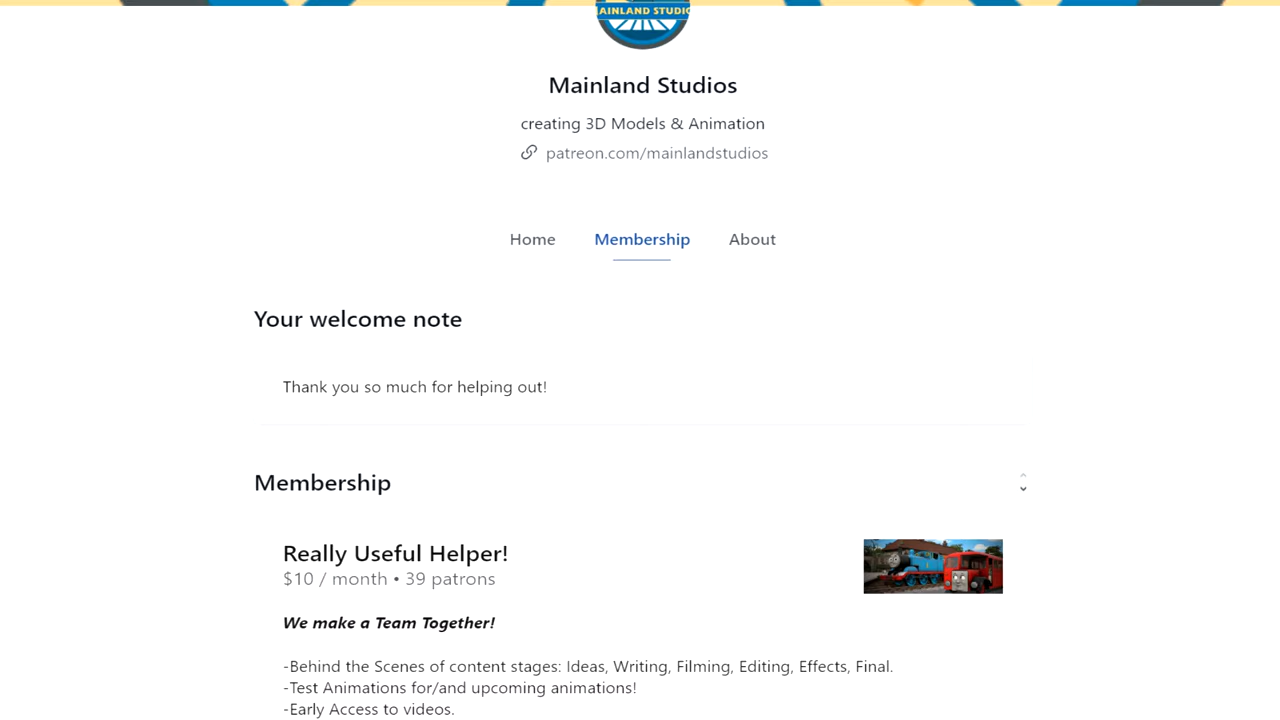 MAINLAND STUDIO
Mainland Studios
creating 3D Models & Animation
patreon.com/mainlandstudios
Home Membership About
Your welcome note
Thank you so much for helping out!
Membership
Really Useful Helper!
$10 / month • 39 patrons
We make a Team Together!
-Behind the Scenes of content stages: Ideas, Writing, Filming, Editing, Effects, Final.
-Test Animations for/and upcoming animations!
-Early Access to videos.